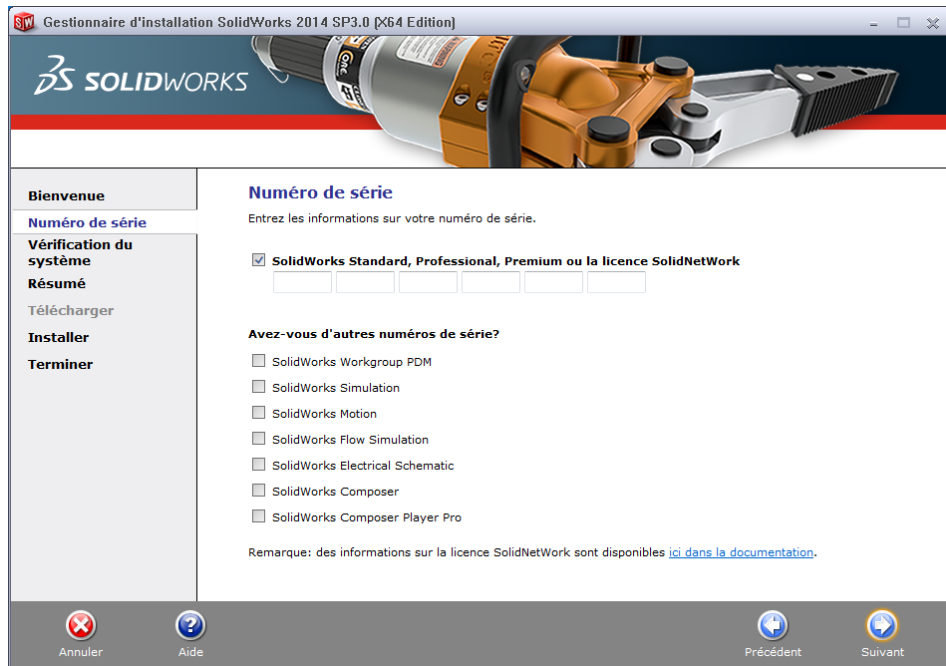 Gestionnaire d'installation SolidWorks 2014 SP3.0 (X64 Edition)
SOLIDWORKS
Bienvenue
Numéro de série
Vérification du
système
Résumé
Télécharger
Installer
Terminer
Numéro de série
Entrez les informations sur votre numéro de série.
SolidWorks Standard, Professional, Premium ou la licence SolidNetWork
Avez-vous d'autres numéros de série?
SolidWorks Workgroup PDM
SolidWorks Simulation
SolidWorks Motion
SolidWorks Flow Simulation
SolidWorks Electrical Schematic
SolidWorks Composer
SolidWorks Composer Player Pro
Remarque: des informations sur la licence SolidNetWork sont disponibles ici dans la documentation.
Annuler
Aide
Précédent
Suivant